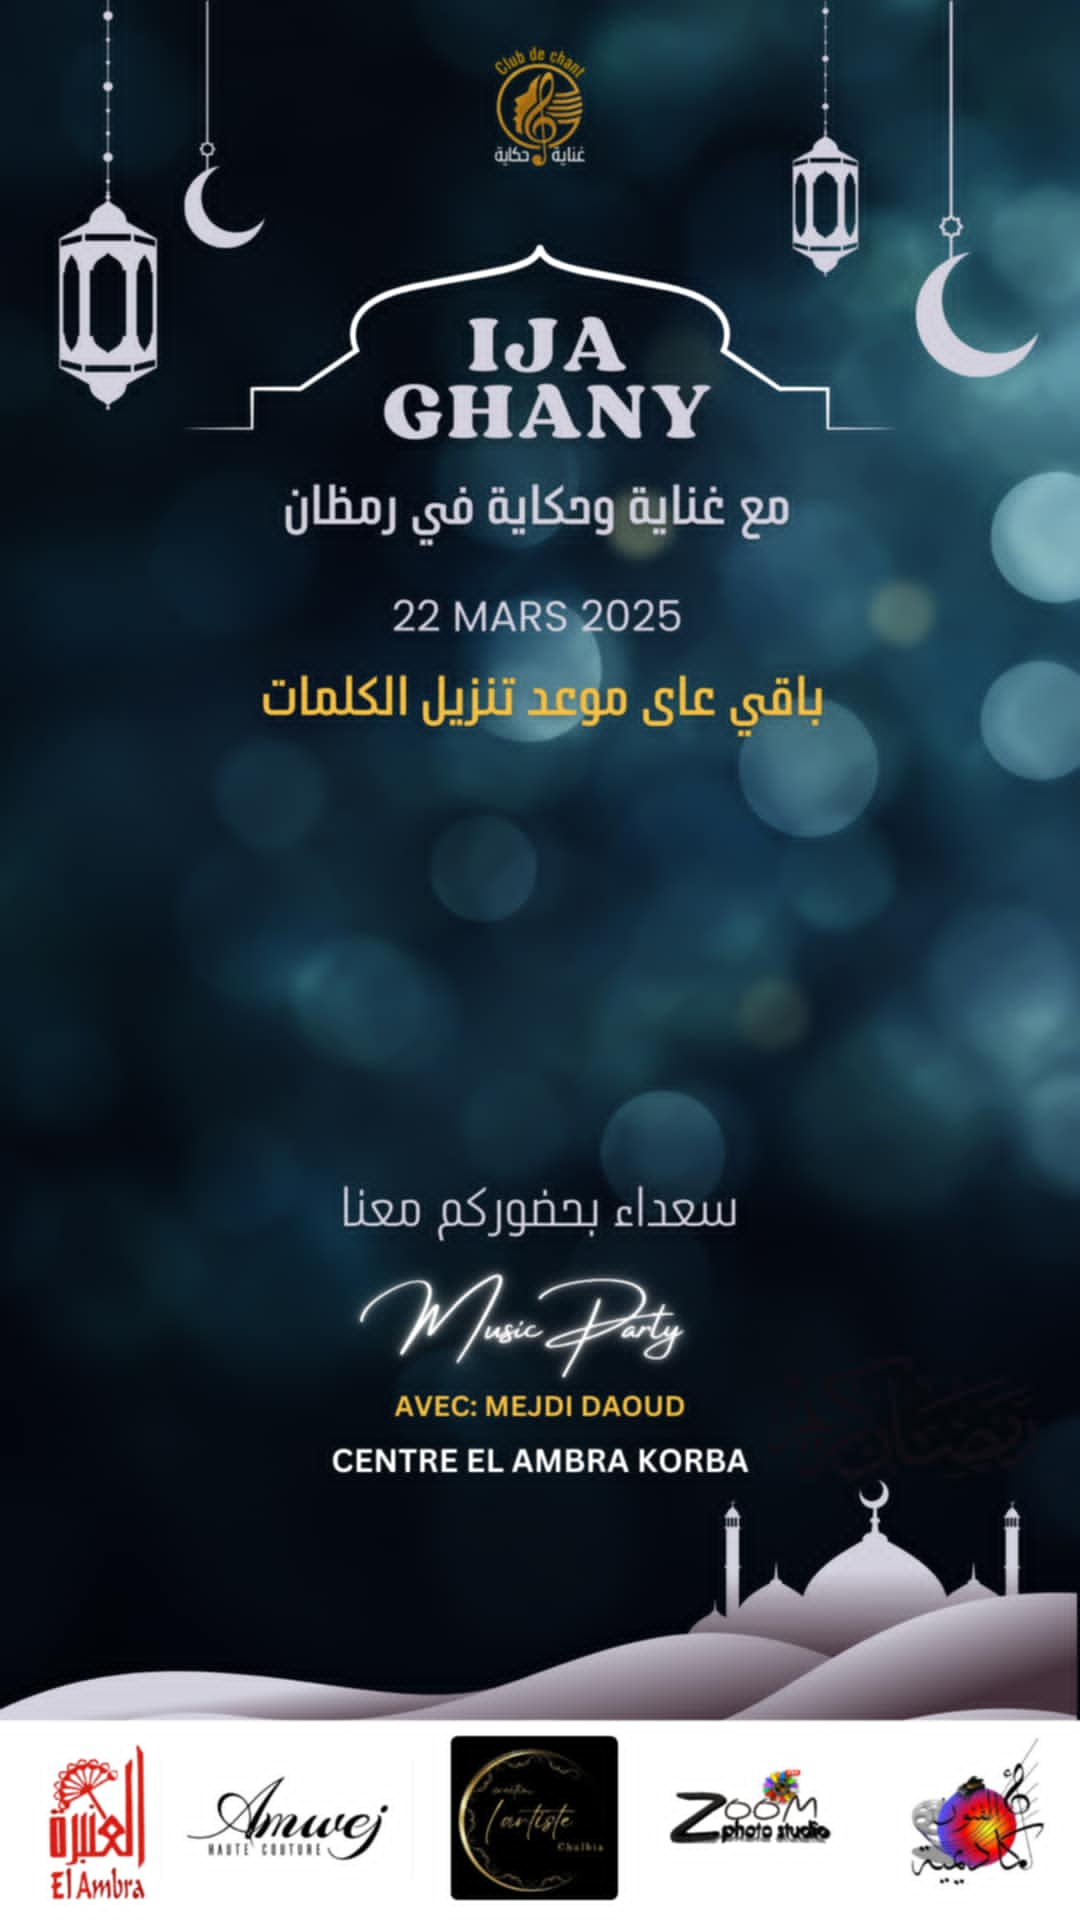 Club de chant
غناية حكاية
IJA
GHANY
مع غناية وحكاية في رمظان
22 MARS 2025
باقي عاى موعد تنزيل الكلمات
سعداء بحضوركم معنا
Music Party
AVEC: MEJDI DAOUD
CENTRE EL AMBRA KORBA
العنبرة
El Ambra
Amwej
HAUTE COUTURE
l'artiste
Chelbia
ZOOM
photo studio